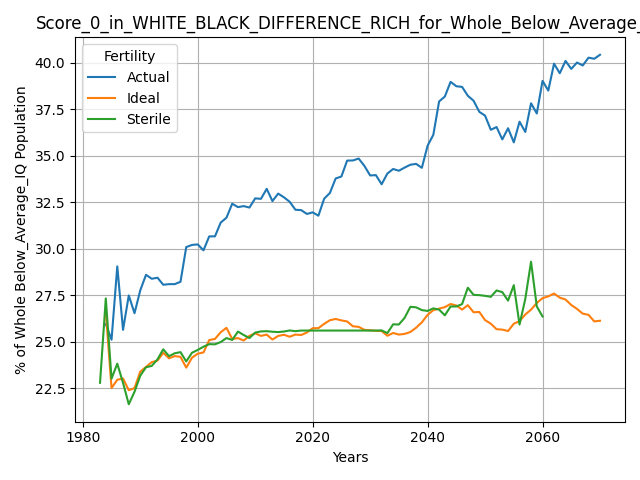 Score_0_in_WHITE_BLACK_DIFFERENCE_RICH_for_Whole_Below_Average_
Fertility
Actual
Ideal
Sterile
% of Whole Below_Average_IQ Population
40.0
37.5
35.0
32.5
30.0
27.5
25.0
22.5
1980 2000 2020 2040 2060
Years